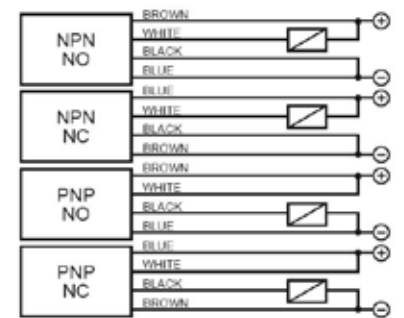 BROWN
NPN WHITE
NO BLACK
BLUE
BLUE
NPN WHITE
NC BLACK
BROWN
BROWN
PNP WHITE
NO BLACK
BLUE
BLUE
PNP WHITE
NC BLACK
BROWN